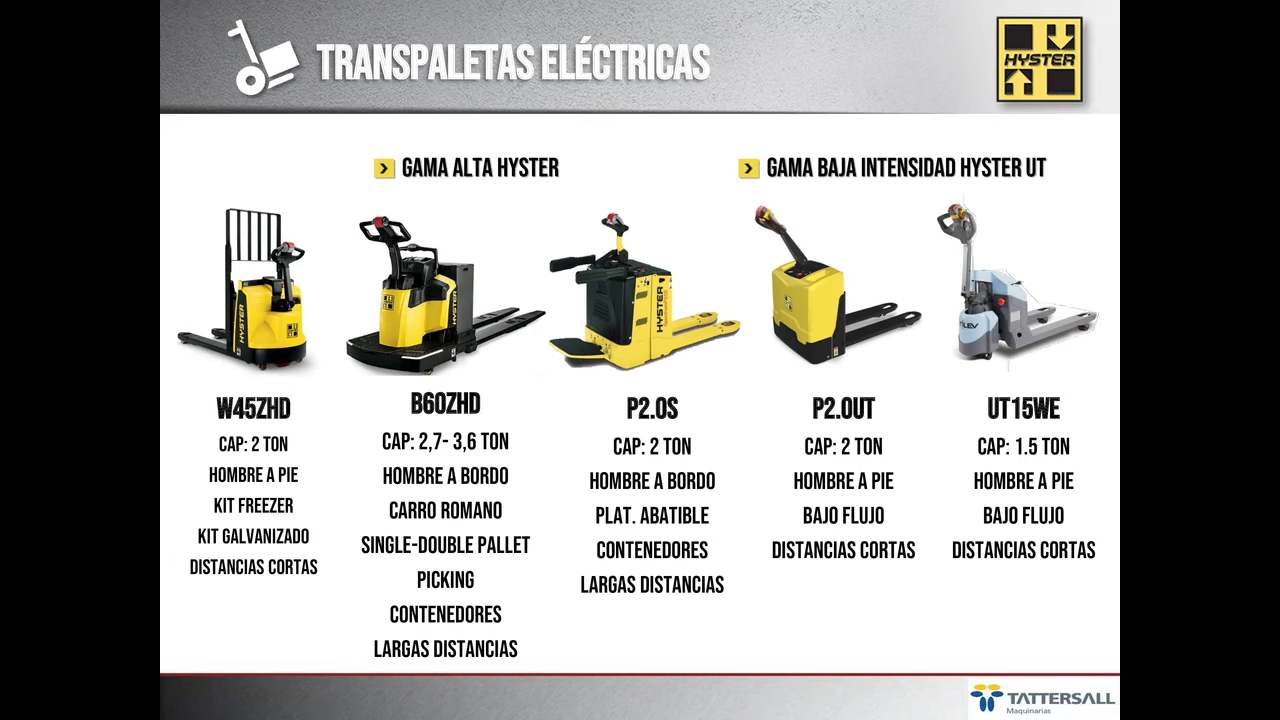 TRANSPALETAS ELÉCTRICAS
HYSTER
GAMA ALTA HYSTER
GAMA BAJA INTENSIDAD HYSTER UT
HYSTER
HYSTER
HYSTER
W45ZHD
CAP: 2 TON
HOMBRE A PIE
KIT FREEZER
KIT GALVANIZADO
DISTANCIAS CORTAS
B60ZHD
CAP: 2,7- 3,6 TON
HOMBRE A BORDO
CARRO ROMANO
SINGLE-DOUBLE PALLET
PICKING
CONTENEDORES
LARGAS DISTANCIAS
P2.0S
CAP: 2 TON
HOMBRE A BORDO
PLAT. ABATIBLE
CONTENEDORES
LARGAS DISTANCIAS
P2.0UT
CAP: 2 TON
HOMBRE A PIE
BAJO FLUJO
DISTANCIAS CORTAS
UT15WE
CAP: 1.5 TON
HOMBRE A PIE
BAJO FLUJO
DISTANCIAS CORTAS
TATTERSALL
Maquinarias